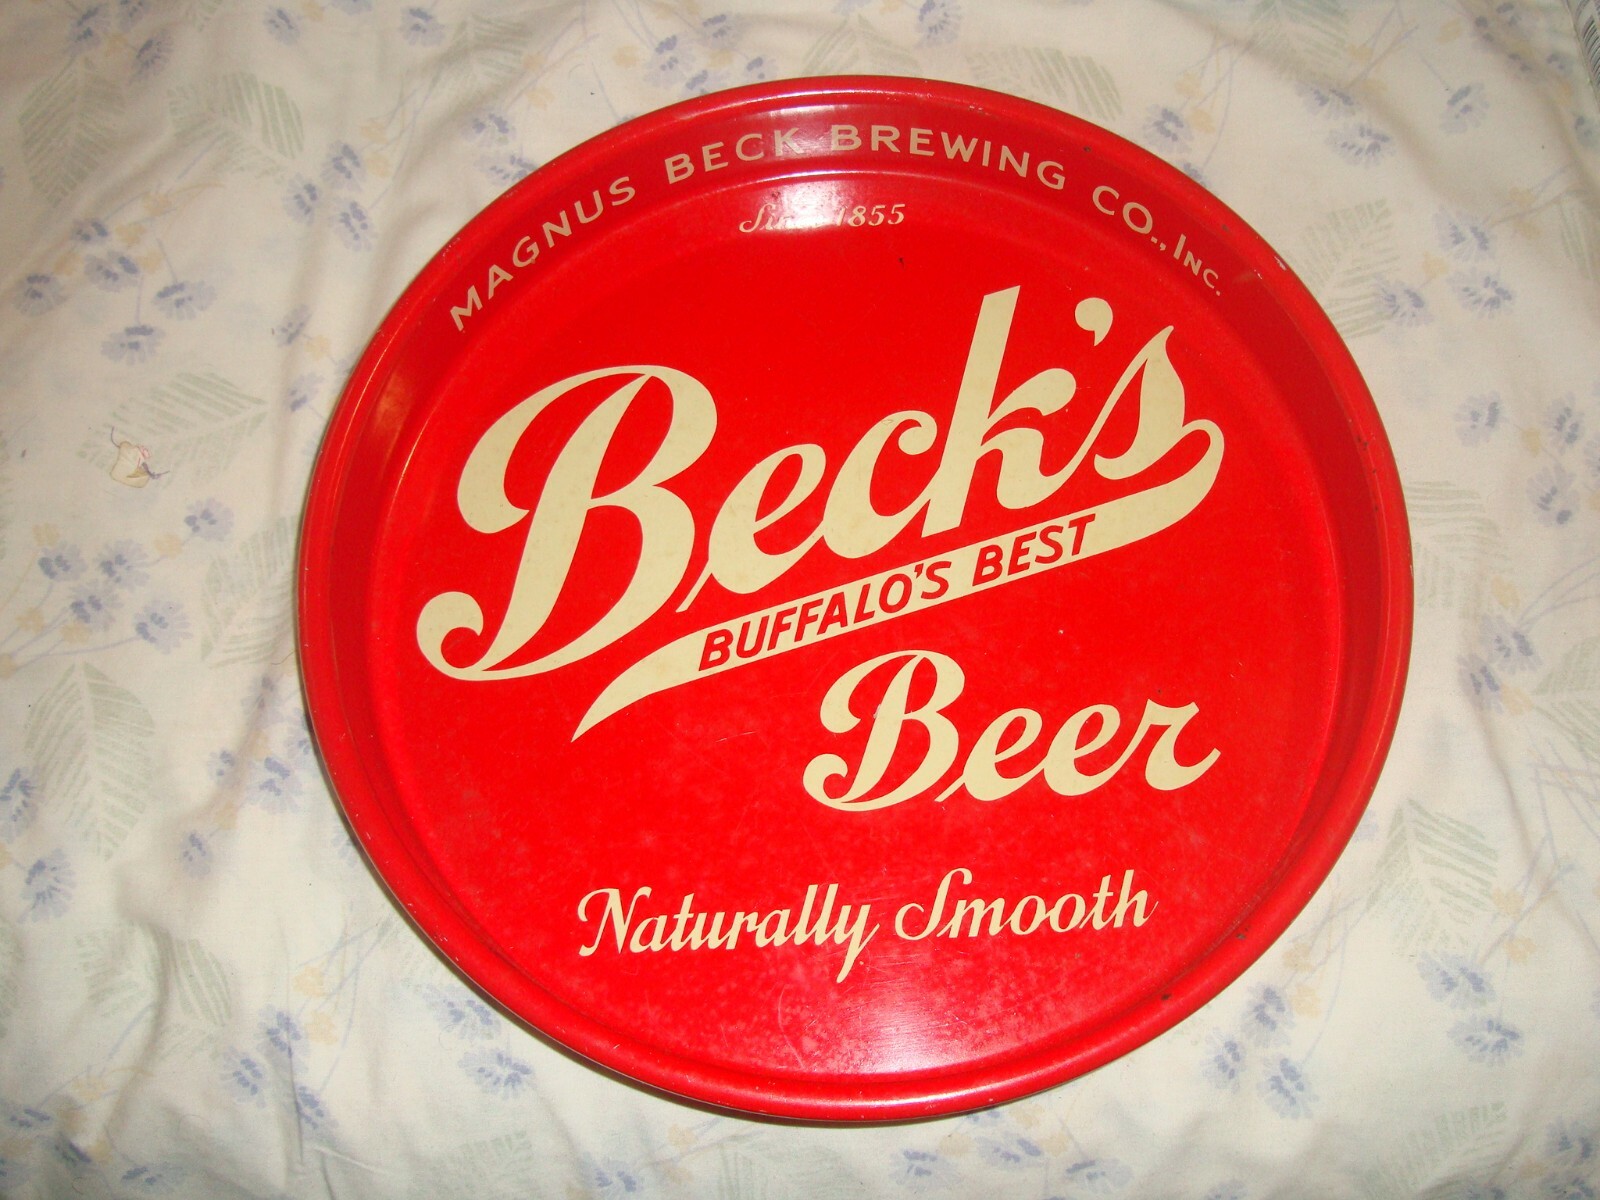 MAGNUS BECK BREWING CO., INC.
Since 1855
Beck's
BUFFALO'S BEST
Beer
Naturally Smooth